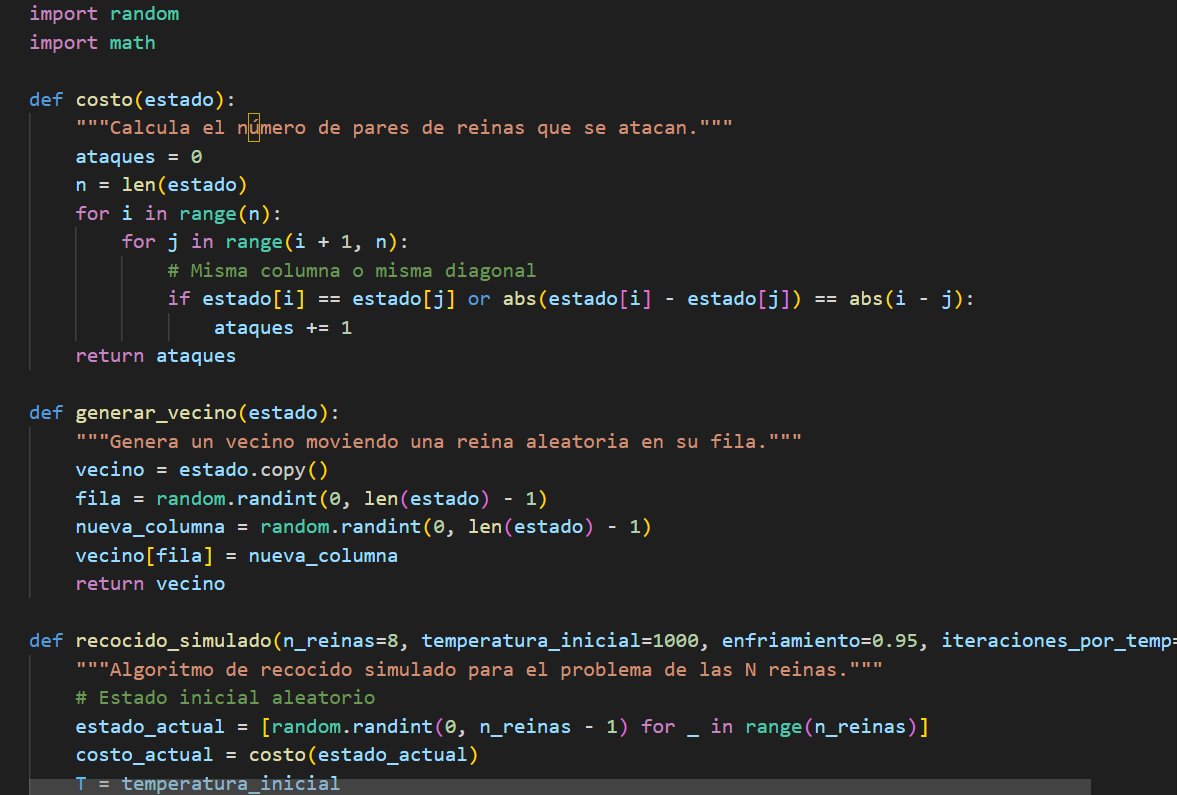 import random
import math
def costo(estado):
    """Calcula el número de pares de reinas que se atacan."""
    ataques = 0
    n = len(estado)
    for i in range(n):
        for j in range(i + 1, n):
            # Misma columna o misma diagonal
            if estado[i] == estado[j] or abs(estado[i] - estado[j]) == abs(i - j):
                ataques += 1
    return ataques
def generar_vecino(estado):
    """Genera un vecino moviendo una reina aleatoria en su fila."""
    vecino = estado.copy()
    fila = random.randint(0, len(estado) - 1)
    nueva_columna = random.randint(0, len(estado) - 1)
    vecino[fila] = nueva_columna
    return vecino
def recocido_simulado(n_reinas=8, temperatura_inicial=1000, enfriamiento=0.95, iteraciones_por_temp=
    """Algoritmo de recocido simulado para el problema de las N reinas."""
    # Estado inicial aleatorio
    estado_actual = [random.randint(0, n_reinas - 1) for _ in range(n_reinas)]
    costo_actual = costo(estado_actual)
    T = temperatura_inicial